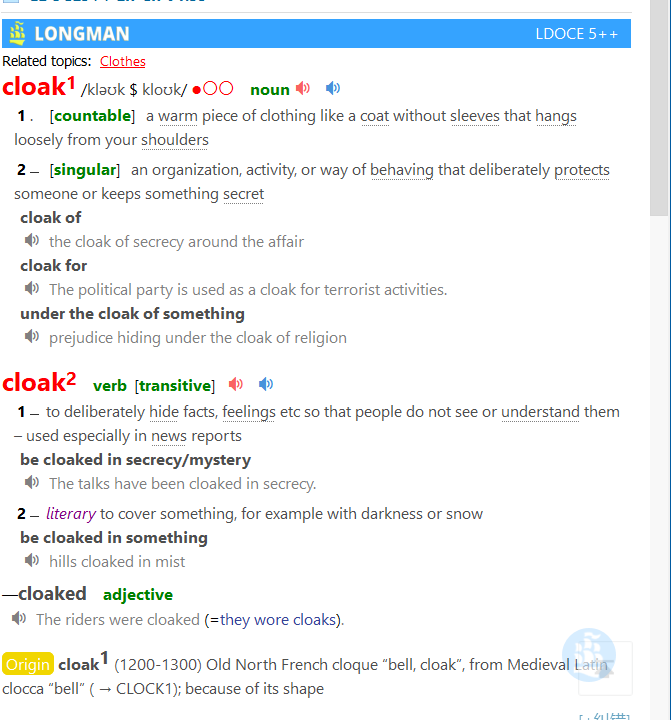 LONGMAN LDOCE 5++
Related topics: Clothes
cloak1 /kləʊk $ kloʊk/ ●○○ noun
1 . [countable] a warm piece of clothing like a coat without sleeves that hangs
loosely from your shoulders
2 – [singular] an organization, activity, or way of behaving that deliberately protects
someone or keeps something secret
cloak of
the cloak of secrecy around the affair
cloak for
The political party is used as a cloak for terrorist activities.
under the cloak of something
prejudice hiding under the cloak of religion
cloak2 verb [transitive]
1 – to deliberately hide facts, feelings etc so that people do not see or understand them
– used especially in news reports
be cloaked in secrecy/mystery
The talks have been cloaked in secrecy.
2 – literary to cover something, for example with darkness or snow
be cloaked in something
hills cloaked in mist
—cloaked adjective
The riders were cloaked (=they wore cloaks).
Origin cloak1 (1200-1300) Old North French cloque “bell, cloak”, from Medieval Latin
clocca “bell” ( → CLOCK1); because of its shape